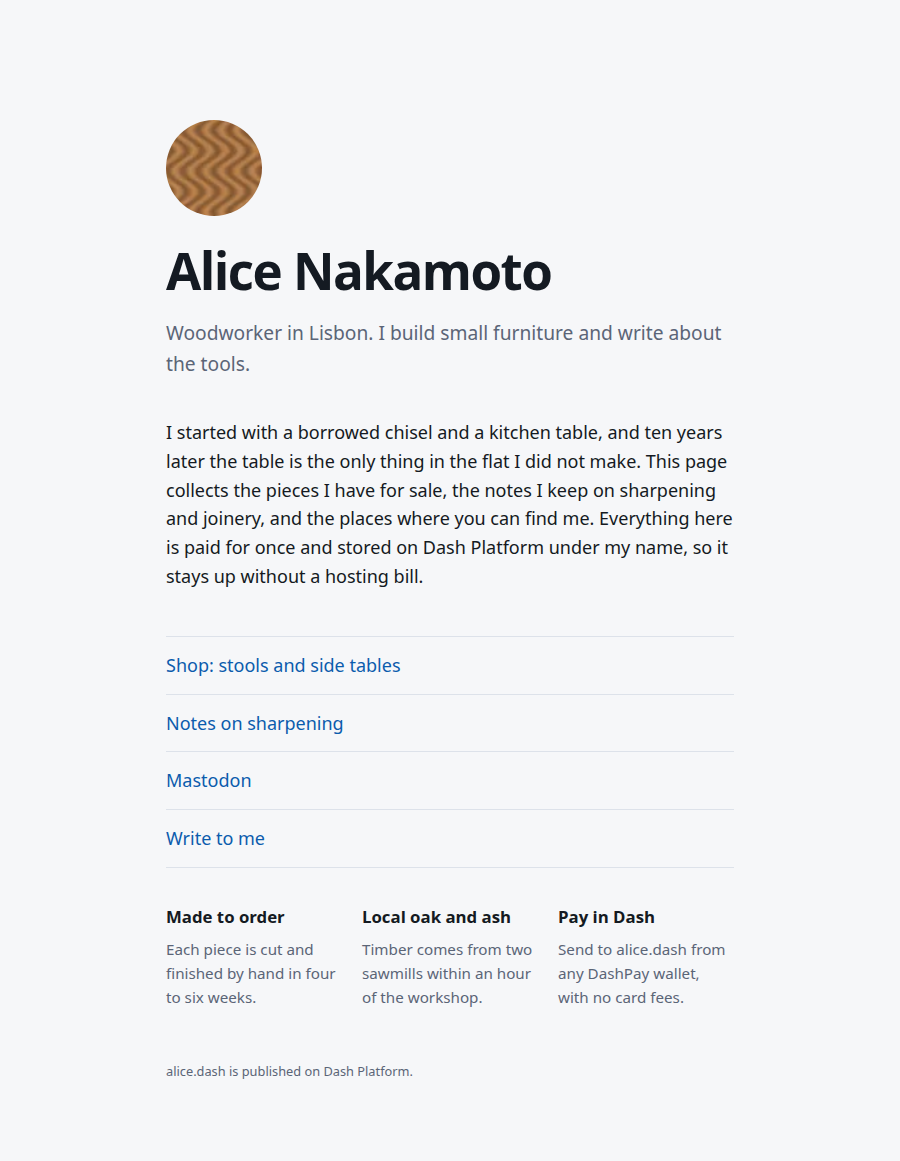 Alice Nakamoto
Woodworker in Lisbon. I build small furniture and write about
the tools.
I started with a borrowed chisel and a kitchen table, and ten years
later the table is the only thing in the flat I did not make. This page
collects the pieces I have for sale, the notes I keep on sharpening
and joinery, and the places where you can find me. Everything here
is paid for once and stored on Dash Platform under my name, so it
stays up without a hosting bill.
Shop: stools and side tables
Notes on sharpening
Mastodon
Write to me
Made to order
Each piece is cut and
finished by hand in four
to six weeks.
Local oak and ash
Timber comes from two
sawmills within an hour
of the workshop.
Pay in Dash
Send to alice.dash from
any DashPay wallet,
with no card fees.
alice.dash is published on Dash Platform.